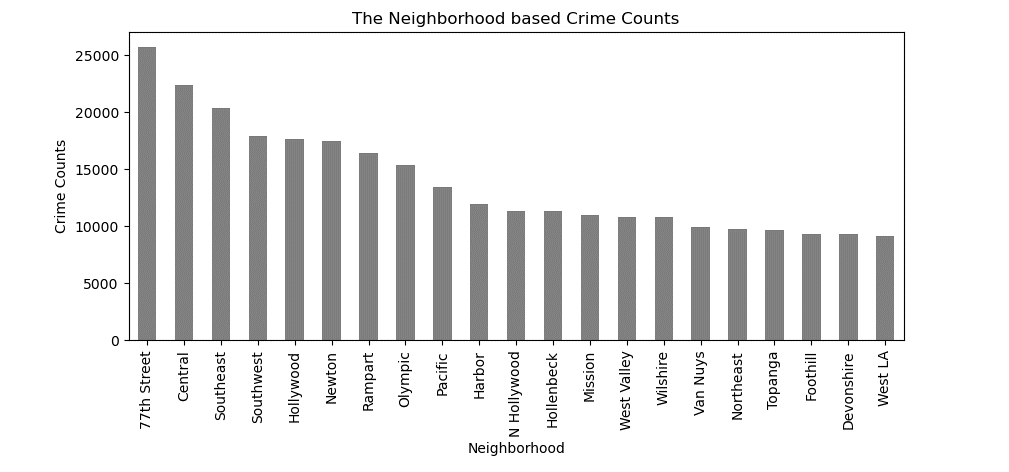 The Neighborhood based Crime Counts
Crime Counts
25000
20000
15000
10000
5000
0
77th Street
Central
Southeast
Southwest
Hollywood
Newton
Rampart
Olympic
Pacific
Harbor
N Hollywood
Hollenbeck
Mission
West Valley
Wilshire
Van Nuys
Northeast
Topanga
Foothill
Devonshire
West LA
Neighborhood